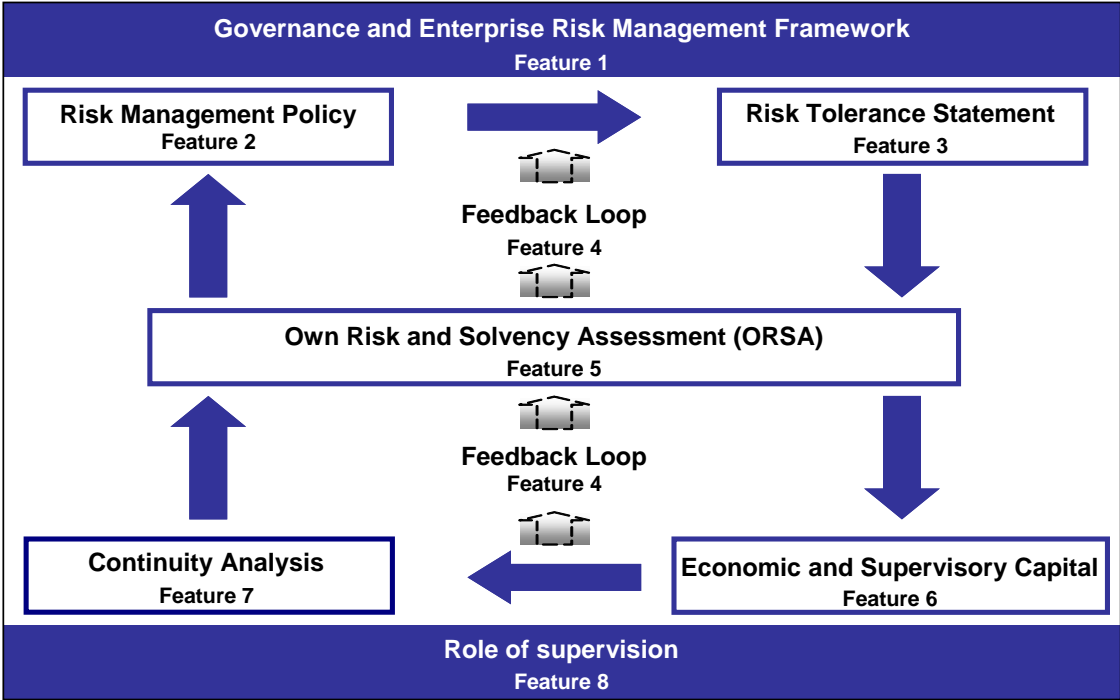 Governance and Enterprise Risk Management Framework
Feature 1
Risk Management Policy
Feature 2
Risk Tolerance Statement
Feature 3
Feedback Loop
Feature 4
Own Risk and Solvency Assessment (ORSA)
Feature 5
Feedback Loop
Feature 4
Continuity Analysis
Feature 7
Economic and Supervisory Capital
Feature 6
Role of supervision
Feature 8